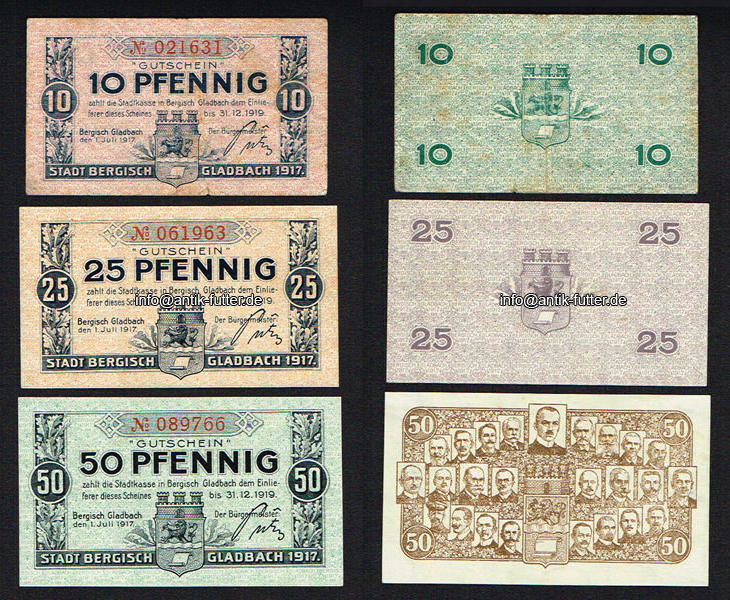 № 021631
"GUTSCHEIN"
10 PFENNIG
10 10
zahlt die Stadtkasse in Bergisch Gladbach dem Einlie-
ferer dieses Scheines bis 31.12.1919.
Bergisch Gladbach Der Bürgermeister:
den 1. Juli 1917.
STADT BERGISCH GLADBACH 1917.
10 10
10 10
№ 061963
"GUTSCHEIN"
25 PFENNIG
25 25
zahlt die Stadtkasse in Bergisch Gladbach dem Einlie-
ferer dieses 1919.
info@antik-futter.de
Bergisch Gladbach Der Bürgermeister:
den 1. Juli 1917.
STADT BERGISCH GLADBACH 1917.
25 25
info@antik-futter.de
25 25
№ 089766
"GUTSCHEIN"
50 PFENNIG
50 50
zahlt die Stadtkasse in Bergisch Gladbach dem Einlie-
ferer dieses Scheines bis 31.12.1919.
Bergisch Gladbach Der Bürgermeister:
den 1. Juli 1917.
STADT BERGISCH GLADBACH 1917.
50 50
50 50